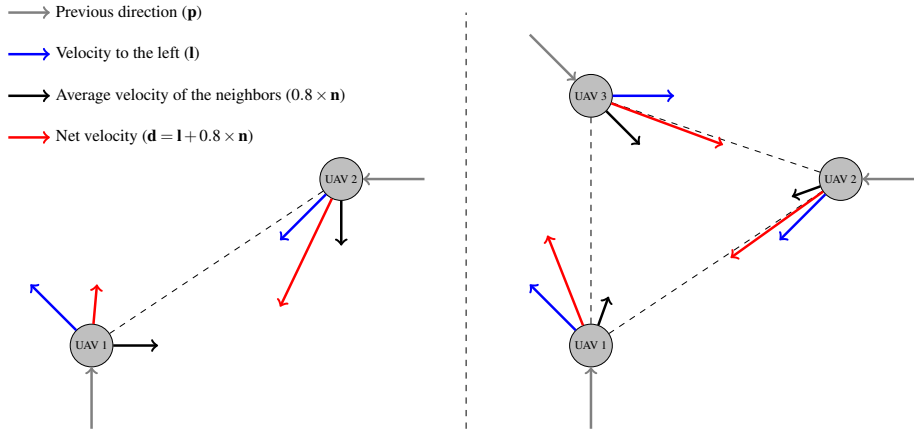 Previous direction (p)
Velocity to the left (l)
Average velocity of the neighbors (0.8 × n)
Net velocity (d = l + 0.8 × n)
UAV 3
UAV 2
UAV 2
UAV 1
UAV 1